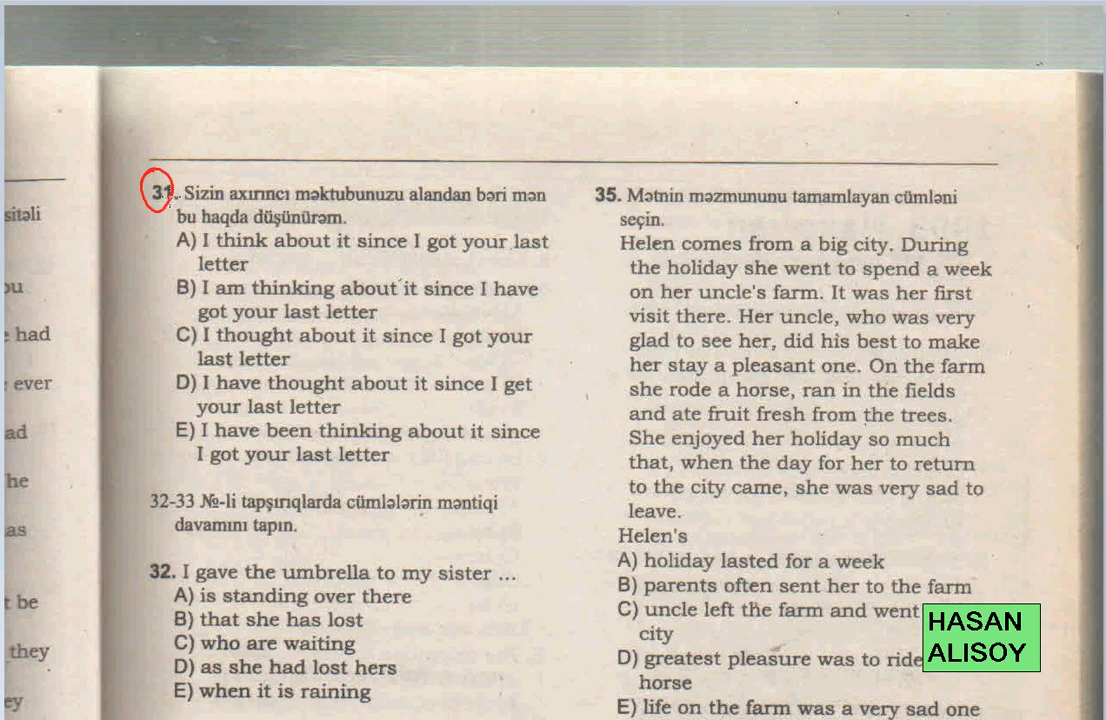 sitəli
ou
had
ever
ad
he
as
t be
they
ey
31. Sizin axırıncı məktubunuzu alandan bəri mən
bu haqda düşünürəm.
A) I think about it since I got your last
letter
B) I am thinking about it since I have
got your last letter
C) I thought about it since I got your
last letter
D) I have thought about it since I get
your last letter
E) I have been thinking about it since
I got your last letter
32-33 №-li tapşırıqlarda cümlələrin məntiqi
davamını tapın.
32. I gave the umbrella to my sister ...
A) is standing over there
B) that she has lost
C) who are waiting
D) as she had lost hers
E) when it is raining
35. Mətnin məzmununu tamamlayan cümləni
seçin.
Helen comes from a big city. During
the holiday she went to spend a week
on her uncle's farm. It was her first
visit there. Her uncle, who was very
glad to see her, did his best to make
her stay a pleasant one. On the farm
she rode a horse, ran in the fields
and ate fruit fresh from the trees.
She enjoyed her holiday so much
that, when the day for her to return
to the city came, she was very sad to
leave.
Helen's
A) holiday lasted for a week
B) parents often sent her to the farm
C) uncle left the farm and went
city
D) greatest pleasure was to ride
horse
E) life on the farm was a very sad one
HASAN
ALISOY